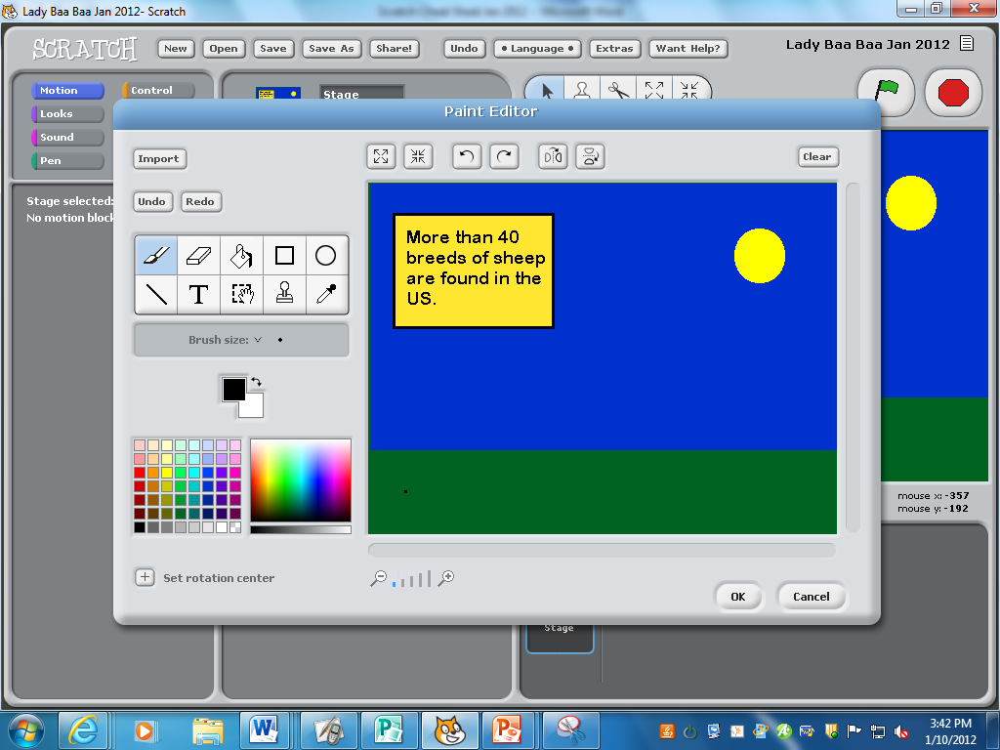 Lady Baa Baa Jan 2012- Scratch
Scratch Cheat Sheet Jan 2012 - Microsoft Word
SCRATCH
New
Open
Save
Save As
Share!
Undo
• Language •
Extras
Want Help?
Lady Baa Baa Jan 2012
Motion
Control
Looks
Sound
Pen
Stage
Paint Editor
Import
Clear
Undo
Redo
Stage selected:
No motion block
More than 40
breeds of sheep
are found in the
US.
T
Brush size:
mouse x: -357
mouse y: -192
Set rotation center
OK
Cancel
Stage
3:42 PM
1/10/2012